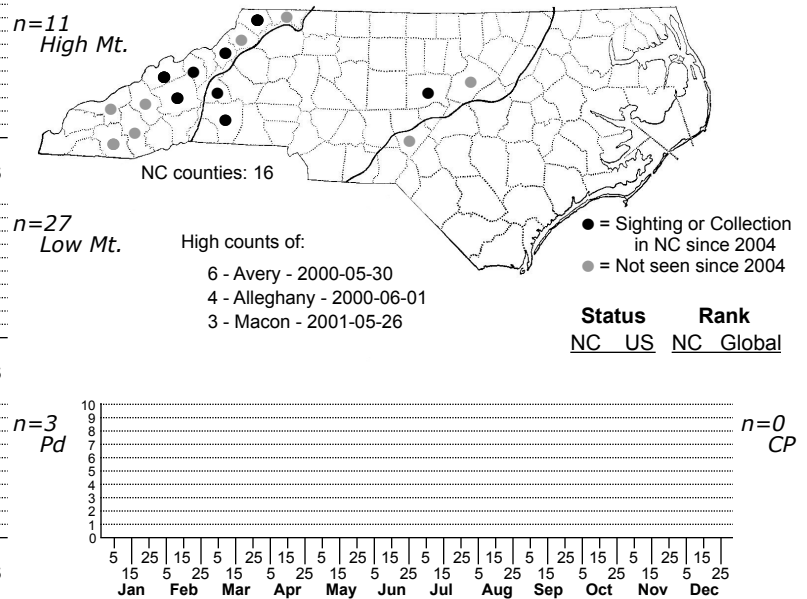 n=11
High Mt.
NC counties: 16
n=27
Low Mt.
High counts of:
6 - Avery - 2000-05-30
4 - Alleghany - 2000-06-01
3 - Macon - 2001-05-26
= Sighting or Collection
in NC since 2004
= Not seen since 2004
Status Rank
NC US NC Global
n=3
Pd
10
9
8
7
6
5
4
3
2
1
0
n=0
CP
5 25 15 5 25 15 5 25 15 5 25 15 5 25 15 5 25 15
15 5 25 15 5 25 15 5 25 15 5 25 15 5 25 15 5 25
Jan Feb Mar Apr May Jun Jul Aug Sep Oct Nov Dec